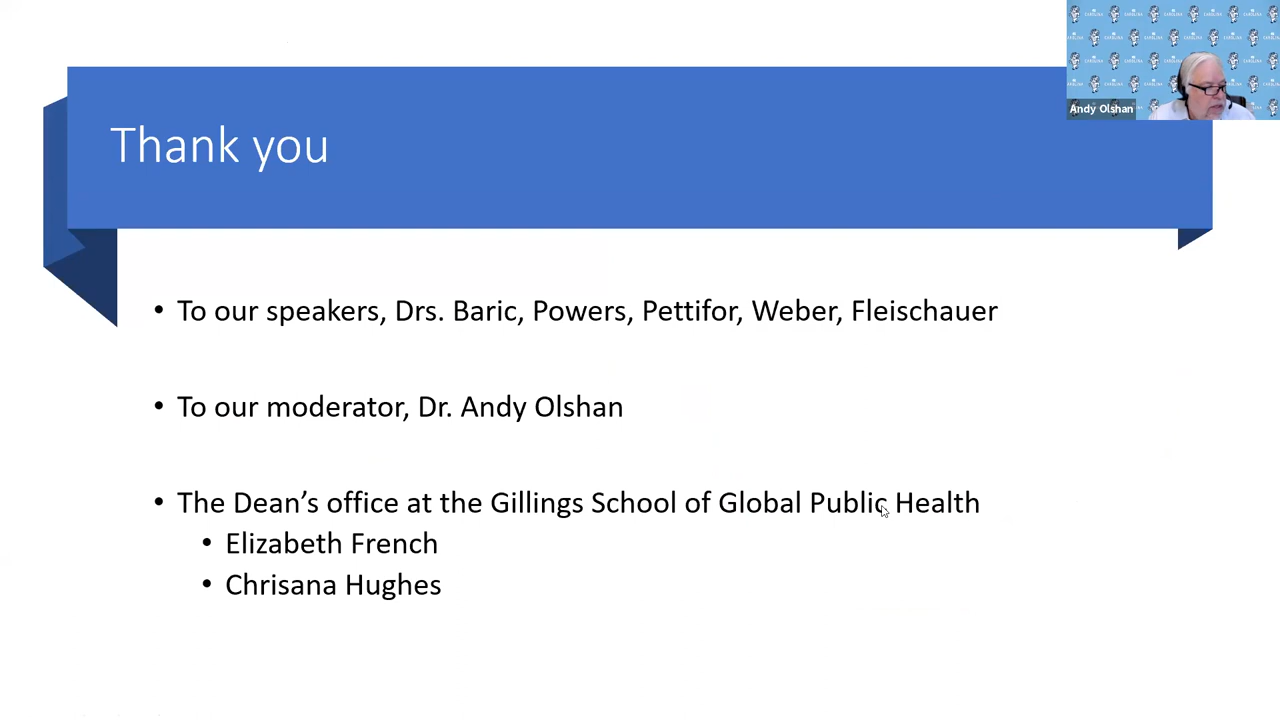 Andy Olshan
Thank you
• To our speakers, Drs. Baric, Powers, Pettifor, Weber, Fleischauer
• To our moderator, Dr. Andy Olshan
• The Dean’s office at the Gillings School of Global Public Health
• Elizabeth French
• Chrisana Hughes